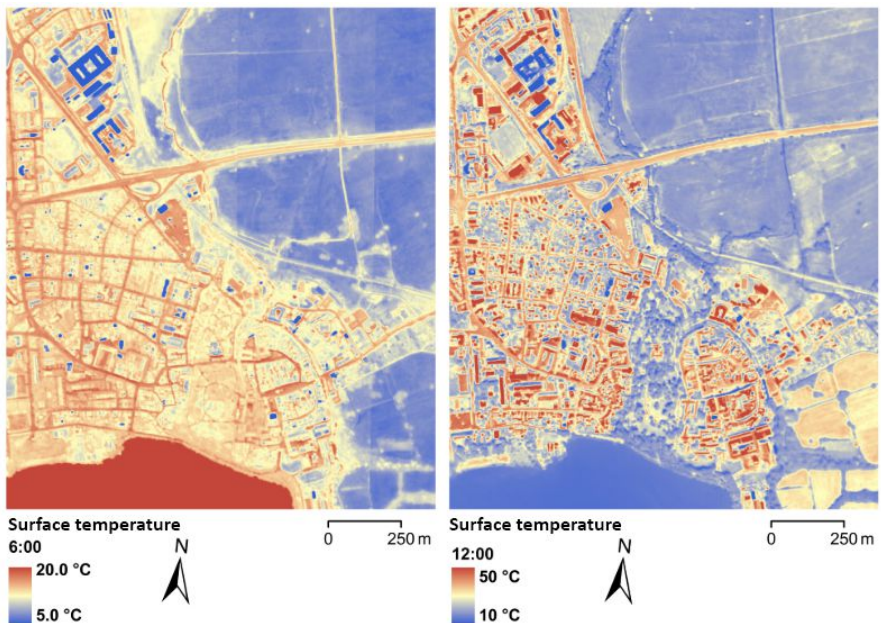 Surface temperature
6:00
20.0 °C
5.0 °C
N
0 250 m
Surface temperature
12:00
50 °C
10 °C
N
0 250 m